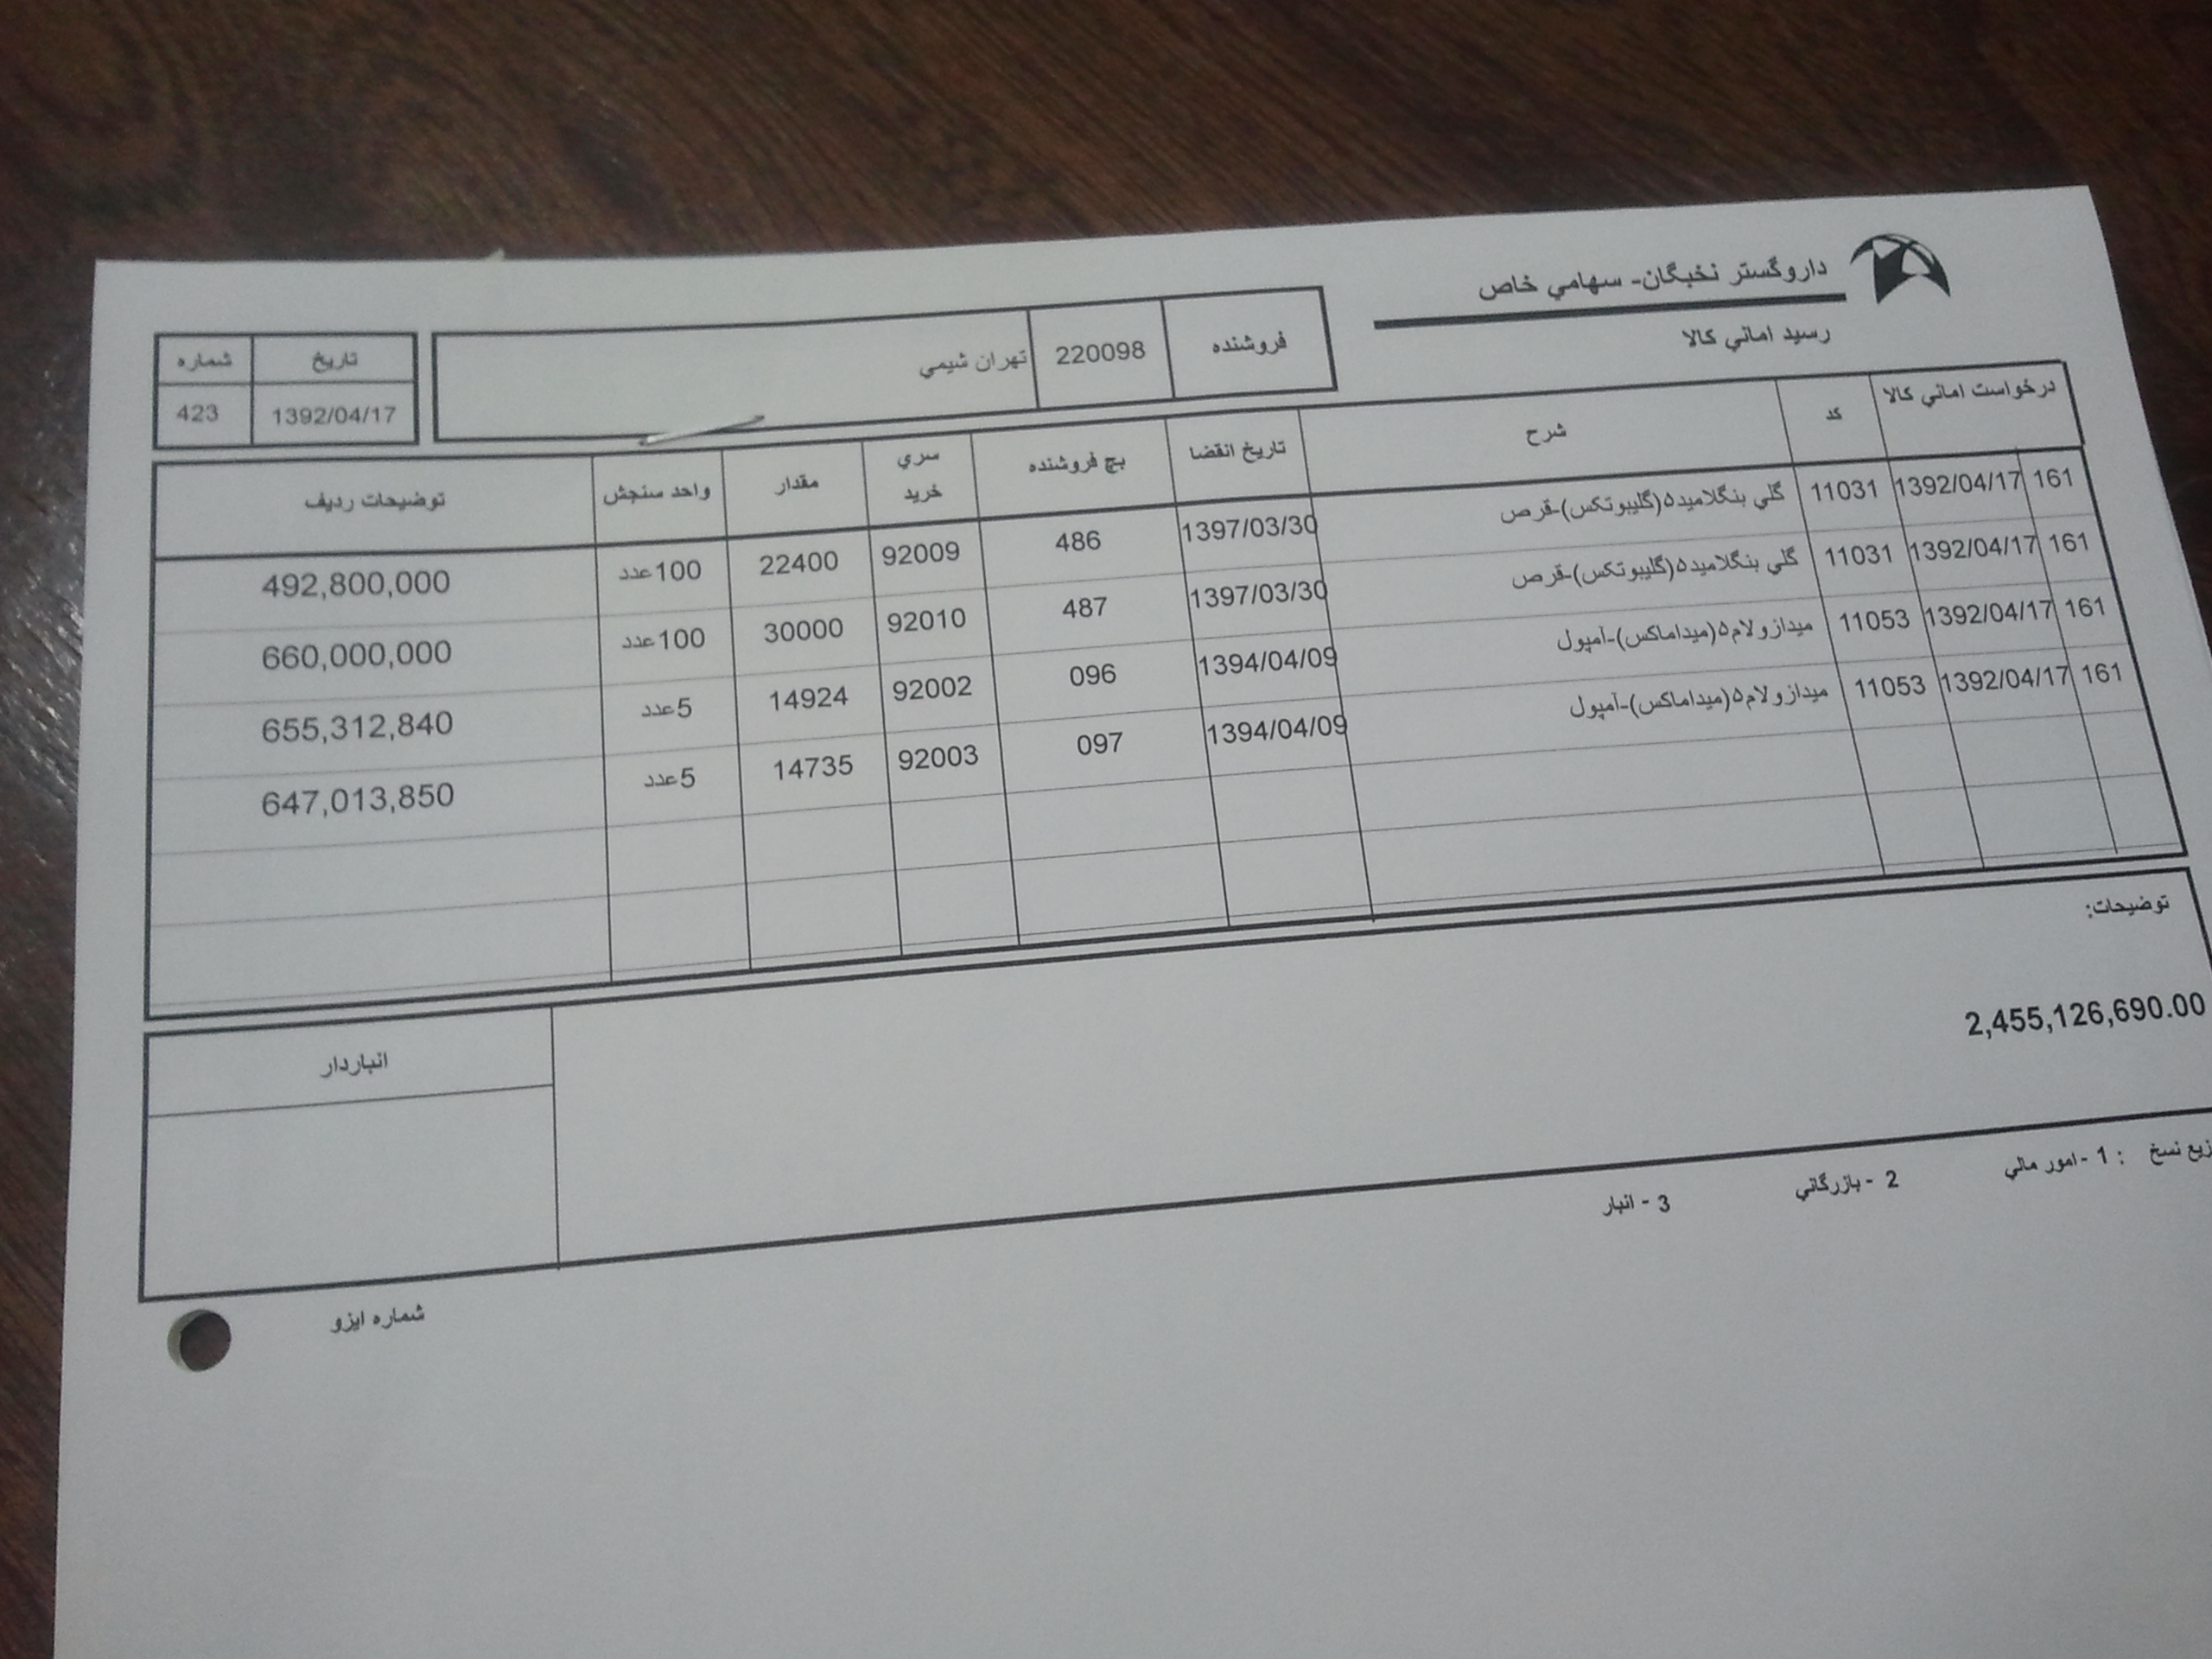 داروگستر نخبگان- سهامي خاص
رسيد اماني كالا
فروشنده 220098 تهران شيمي
تاريخ شماره
1392/04/17 423
درخواست اماني كالا كد شرح تاريخ انقضا بچ فروشنده سري خريد مقدار واحد سنجش توضيحات رديف
161 1392/04/17 11031 گلي بنگلاميد۵(گليبوتكس)-قرص 1397/03/30 486 92009 22400 100عدد 492,800,000
161 1392/04/17 11031 گلي بنگلاميد۵(گليبوتكس)-قرص 1397/03/30 487 92010 30000 100عدد 660,000,000
161 1392/04/17 11053 ميدازولام۵(ميداماكس)-آمپول 1394/04/09 096 92002 14924 5عدد 655,312,840
161 1392/04/17 11053 ميدازولام۵(ميداماكس)-آمپول 1394/04/09 097 92003 14735 5عدد 647,013,850
توضيحات:
2,455,126,690.00
انباردار
زيع نسخ : 1 - امور مالي 2 - بازرگاني 3 - انبار
شماره ايزو